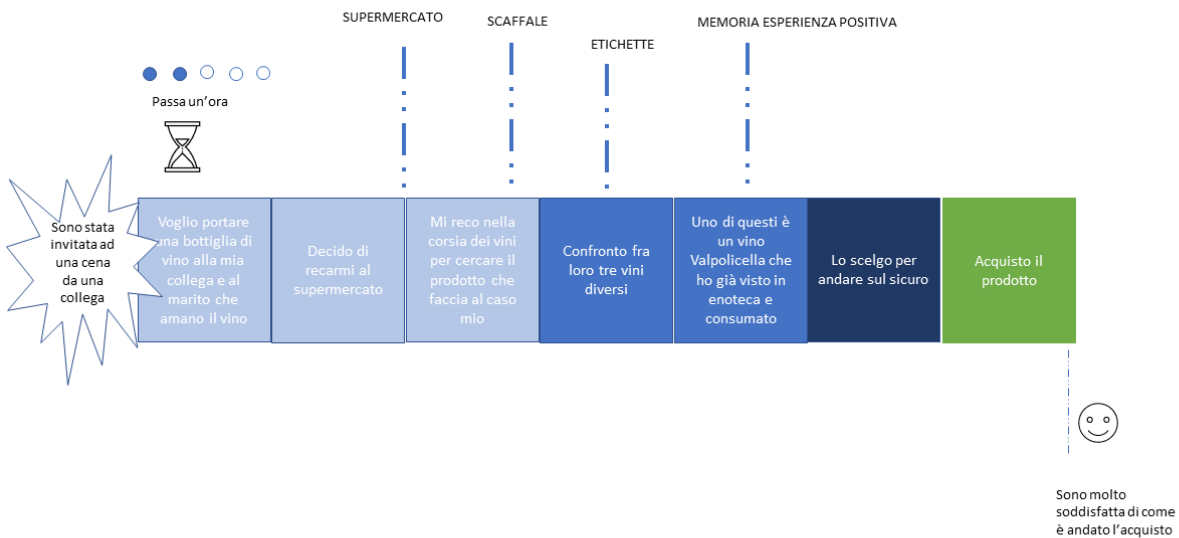 SUPERMERCATO
SCAFFALE
ETICHETTE
MEMORIA ESPERIENZA POSITIVA
Passa un'ora
Sono stata
invitata ad
una cena
da una
collega
Voglio portare
una bottiglia di
vino alla mia
collega e al
marito che
amano il vino
Decido di
recarmi al
supermercato
Mi reco nella
corsia dei vini
per cercare il
prodotto che
faccia al caso
mio
Confronto fra
loro tre vini
diversi
Uno di questi è
un vino
Valpolicella che
ho già visto in
enoteca e
consumato
Lo scelgo per
andare sul sicuro
Acquisto il
prodotto
Sono molto
soddisfatta di come
è andato l'acquisto